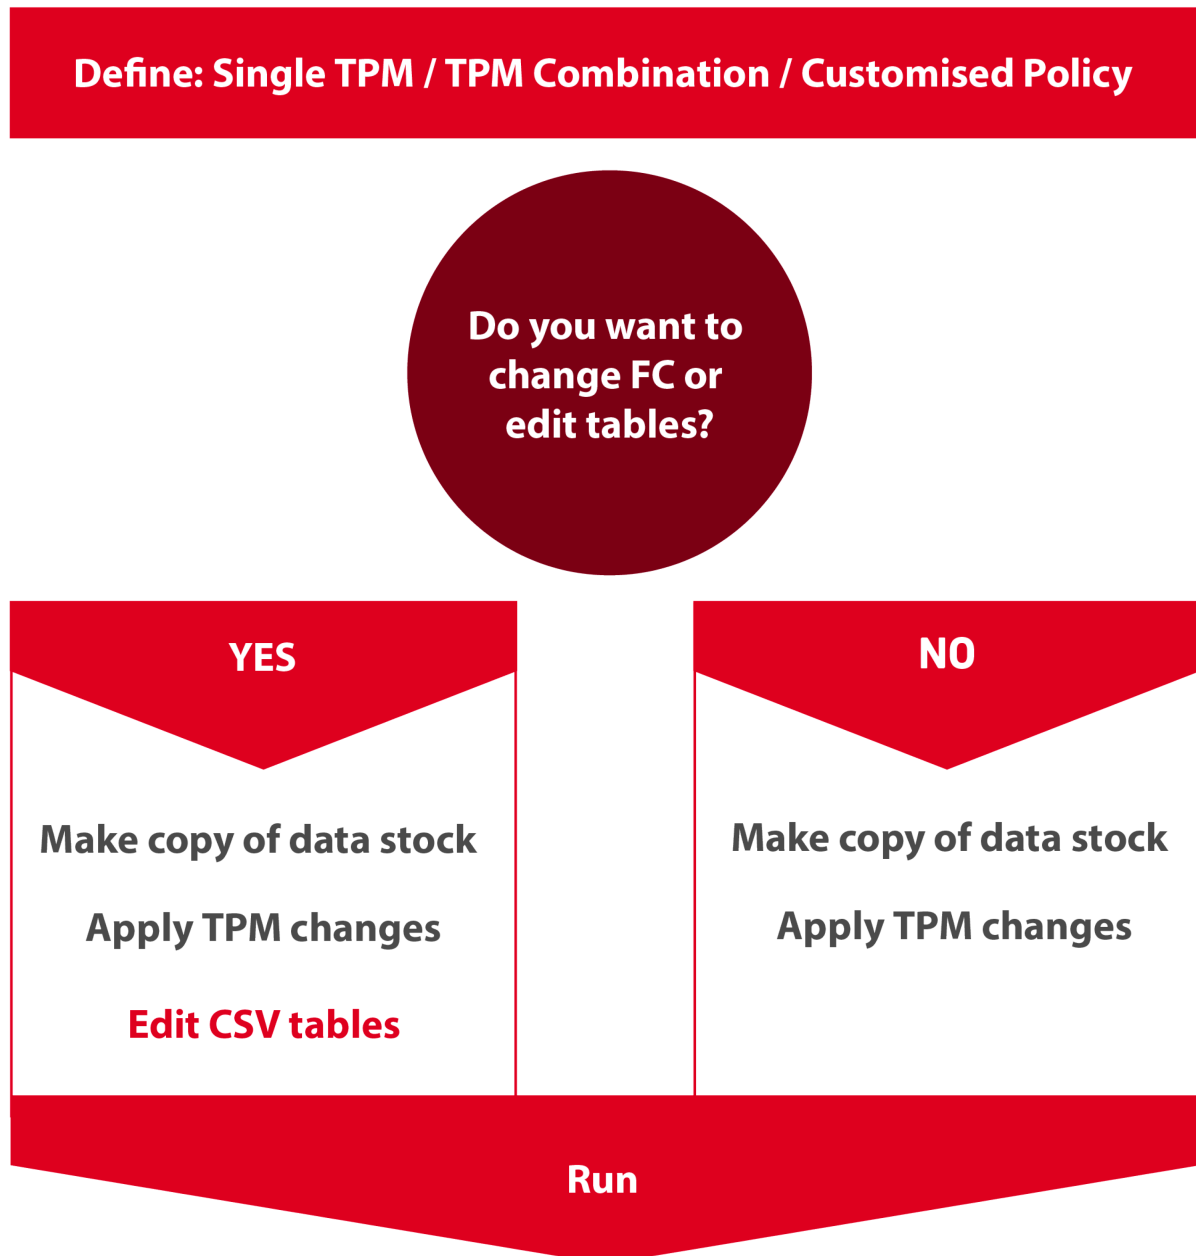 Define: Single TPM / TPM Combination / Customised Policy
Do you want to
change FC or
edit tables?
YES
Make copy of data stock
Apply TPM changes
Edit CSV tables
NO
Make copy of data stock
Apply TPM changes
Run